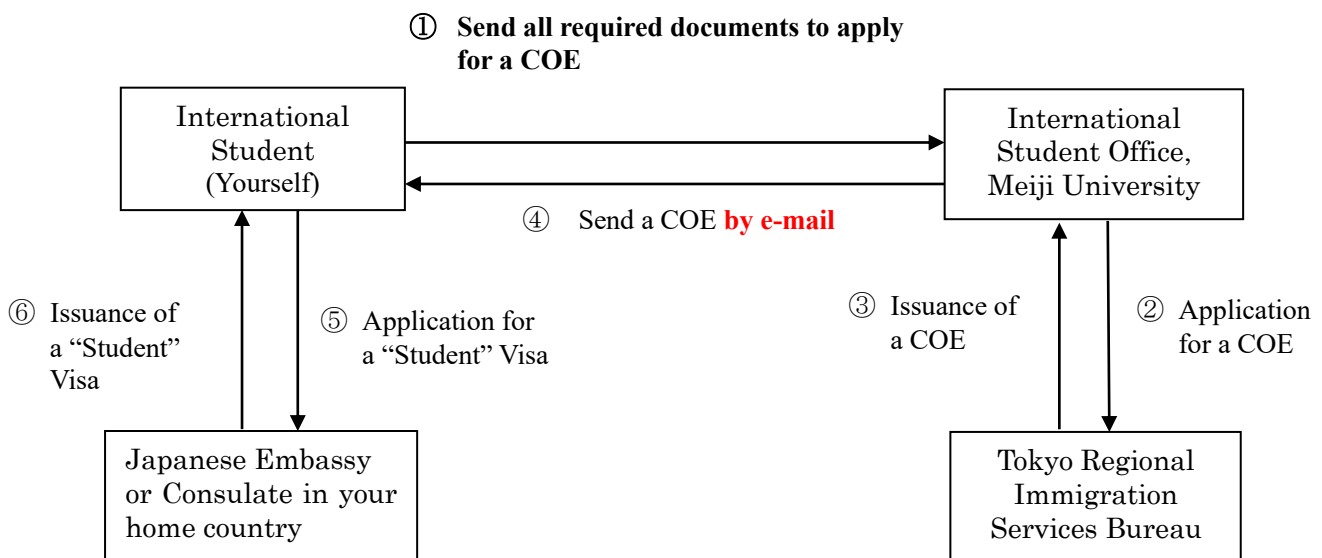 ① Send all required documents to apply
for a COE
International
Student
(Yourself)
International
Student Office,
Meiji University
④ Send a COE by e-mail
⑥ Issuance of
a “Student”
Visa
⑤ Application for
a “Student” Visa
③ Issuance of
a COE
② Application
for a COE
Japanese Embassy
or Consulate in your
home country
Tokyo Regional
Immigration
Services Bureau